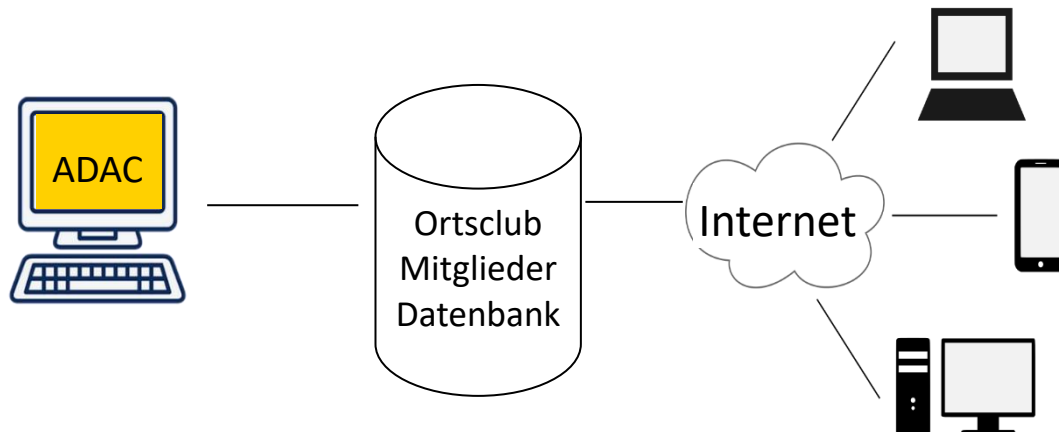 ADAC
Ortsclub
Mitglieder
Datenbank
Internet